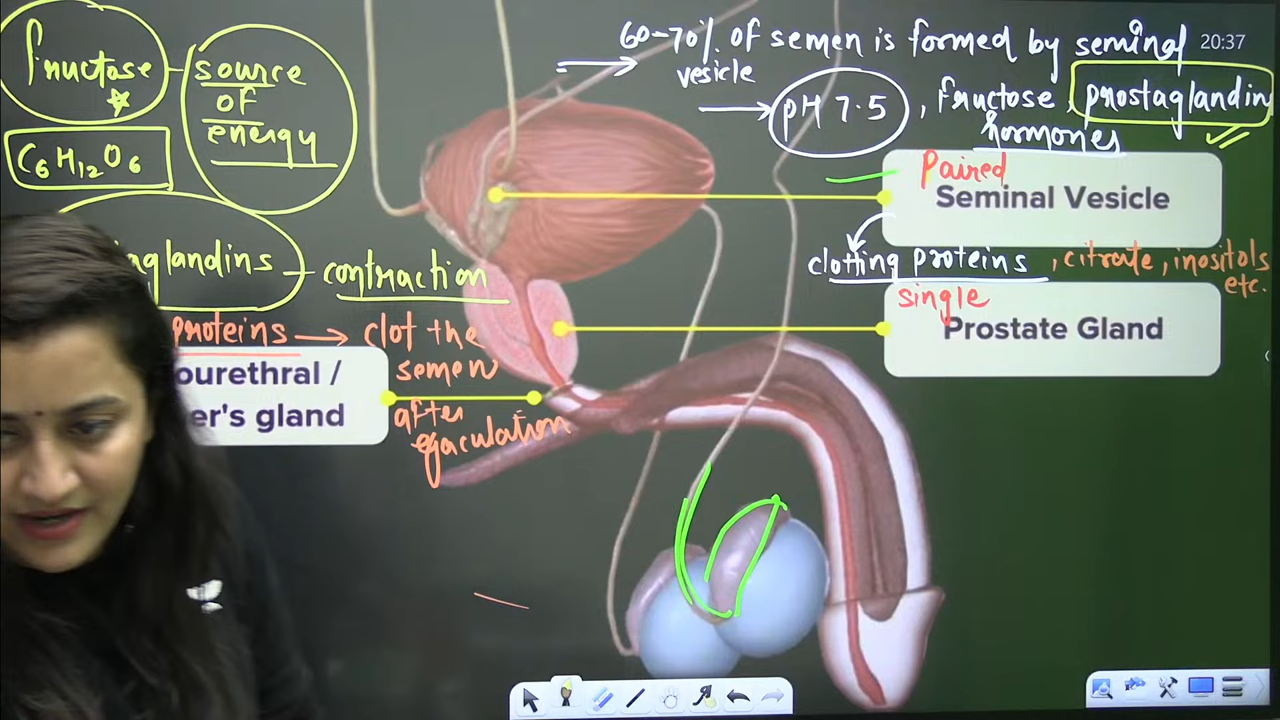 fructose
source
of
energy
C6H12O6
60-70% of semen is formed by seminal
vesicle
20:37
pH 7.5, fructose, prostaglandin
hormones
Paired
Seminal Vesicle
clotting proteins, citrate, inositols
etc.
single
Prostate Gland
aglandins - contraction
proteins → clot the
semen
after
ejaculation
ourethral /
er's gland